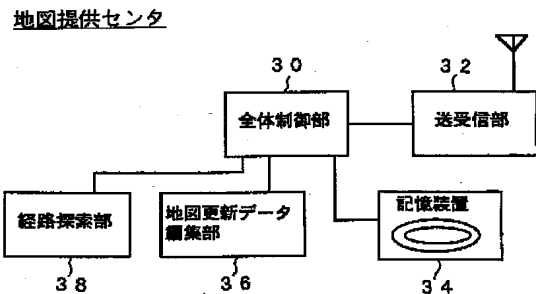 地図提供センタ
30
32
全体制御部
送受信部
経路探索部
地図更新データ
編集部
記憶装置
38
36
34